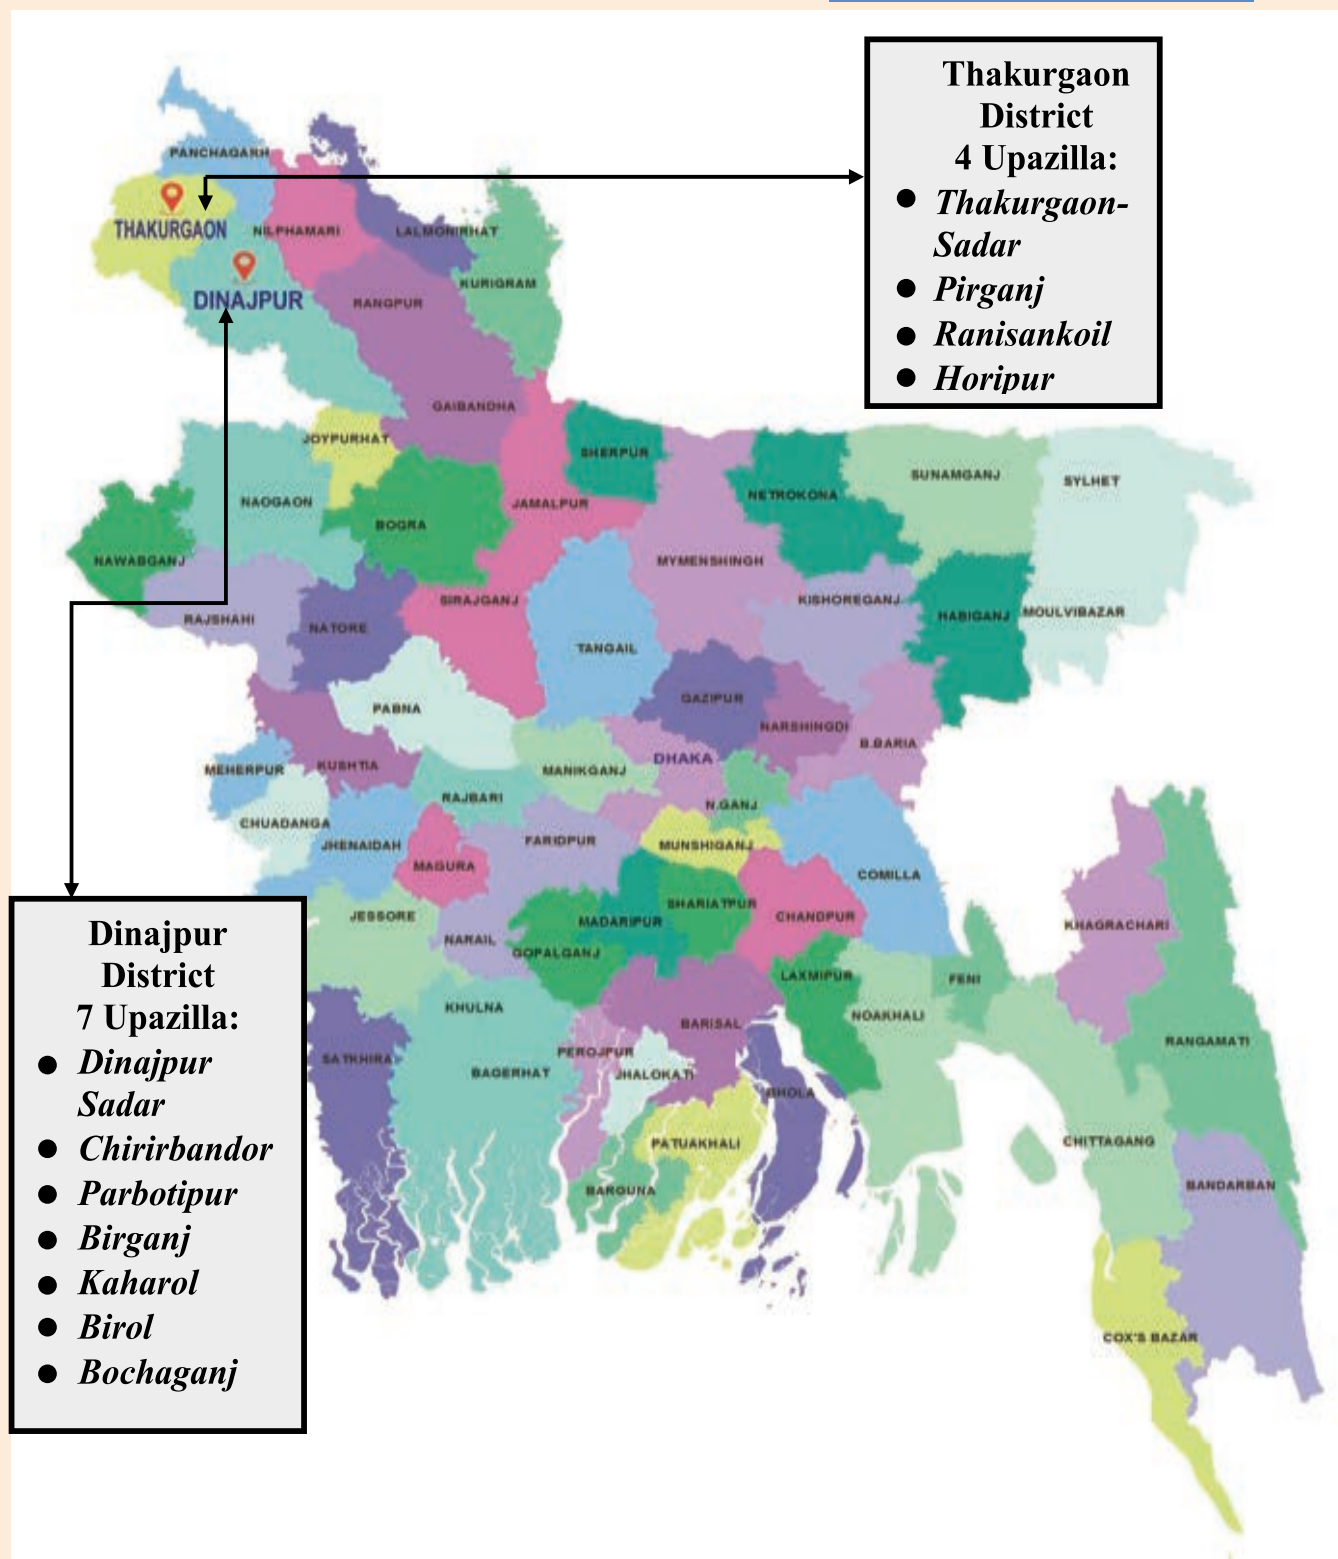 Thakurgaon
District
4 Upazilla:
● Thakurgaon-
Sadar
● Pirganj
● Ranisankoil
● Horipur
PANCHAGARH
THAKURGAON
NILPHAMARI
LALMONIRHAT
DINAJPUR
KURIGRAM
RANGPUR
GAIBANDHA
JOYPURHAT
SHERPUR
NAOGAON
BOGRA
JAMALPUR
NETROKONA
SUNAMGANJ
SYLHET
NAWABGANJ
MYMENSHINGH
RAJSHAHI
NATORE
SIRAJGANJ
KISHOREGANJ
HABIGANJ
MOULVIBAZAR
TANGAIL
PABNA
GAZIPUR
NARSHINGDI
B.BARIA
MEHERPUR
KUSHTIA
MANIKGANJ
DHAKA
CHUADANGA
RAJBARI
N.GANJ
JHENAIDAH
MAGURA
FARIDPUR
MUNSHIGANJ
COMILLA
JESSORE
NARAIL
GOPALGANJ
MADARIPUR
SHARIATPUR
CHANDPUR
KHAGRACHARI
KHULNA
LAXMIPUR
FENI
SATKHIRA
BAGERHAT
PEROJPUR
JHALOKATI
BARISAL
NOAKHALI
RANGAMATI
BHOLA
PATUAKHALI
BARGUNA
CHITTAGANG
BANDARBAN
COX'S BAZAR
Dinajpur
District
7 Upazilla:
● Dinajpur
Sadar
● Chirirbandor
● Parbotipur
● Birganj
● Kaharol
● Birol
● Bochaganj